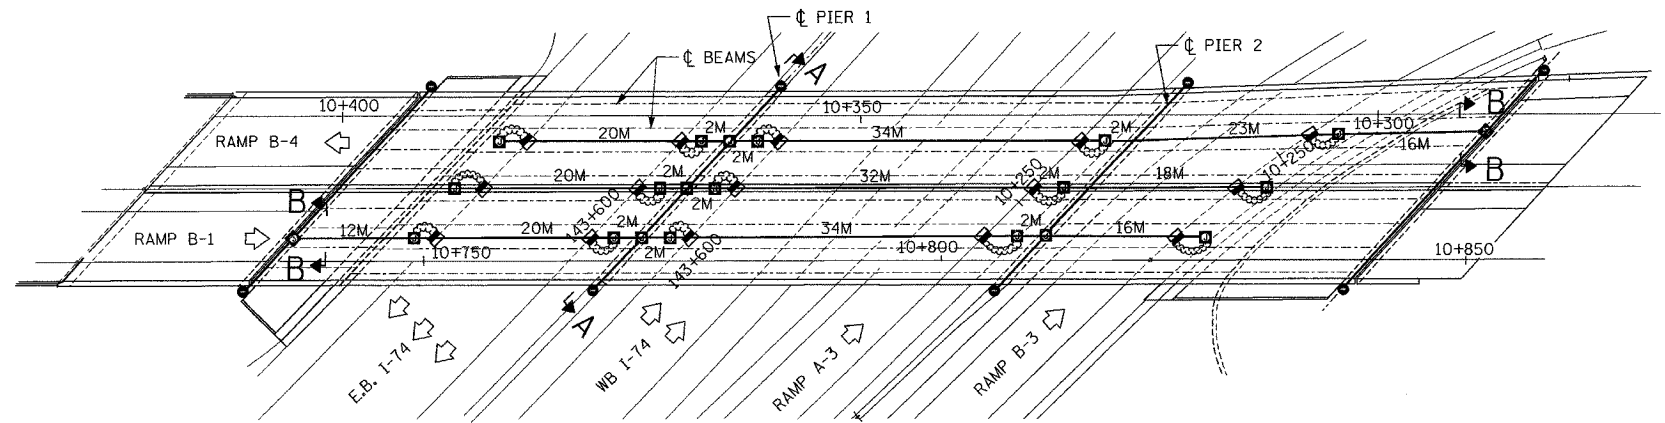 ℄ PIER 1
℄ PIER 2
℄ BEAMS
A
10+400
10+350
B
10+300
RAMP B-4
20M
2M
34M
2M
23M
16M
2M
10+250
10+250
B
20M
2M
32M
2M
18M
B
2M
143+600
RAMP B-1
12M
20M
2M
34M
2M
16M
10+750
2M
143+600
10+800
10+850
B
A
E.B. I-74
WB I-74
RAMP A-3
RAMP B-3